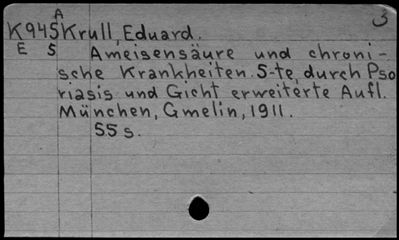 A 3
K945 Krull, Eduard.
E 5 Ameisensäure und chroni-
sche Krankheiten. 5-te, durch Pso
riasis und Gicht erweiterte Aufl.
München, Gmelin, 1911.
55 s.